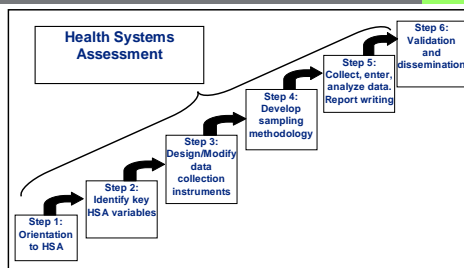 Health Systems
Assessment
Step 1:
Orientation
to HSA
Step 2:
Identify key
HSA variables
Step 3:
Design/Modify
data
collection
instruments
Step 4:
Develop
sampling
methodology
Step 5:
Collect, enter,
analyze data.
Report writing
Step 6:
Validation
and
dissemination